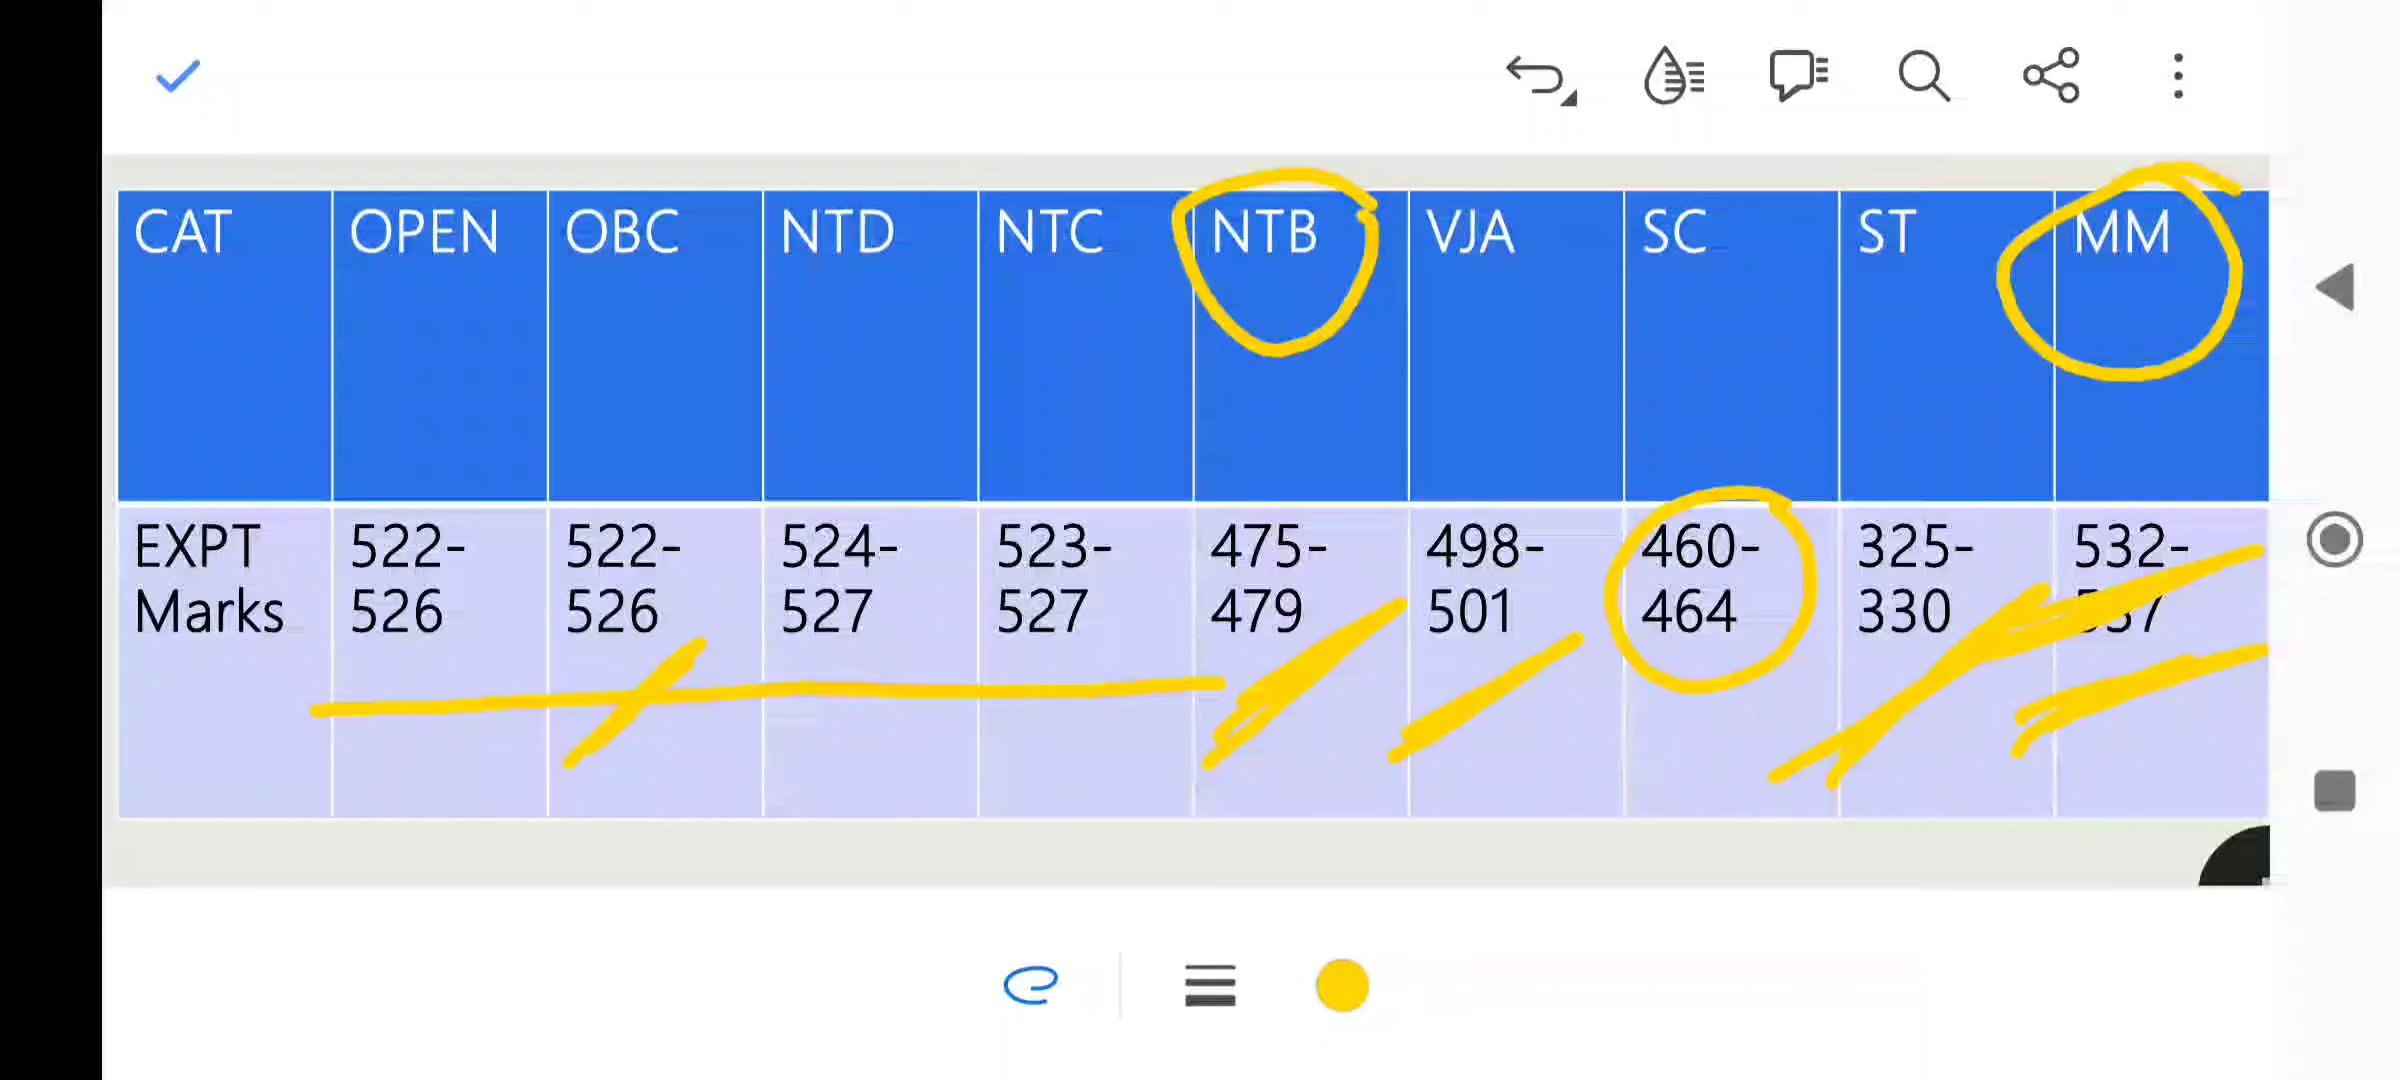 CAT OPEN OBC NTD NTC NTB VJA SC ST MM
EXPT 522- 522- 524- 523- 475- 498- 460- 325- 532-
Marks 526 526 527 527 479 501 464 330 537